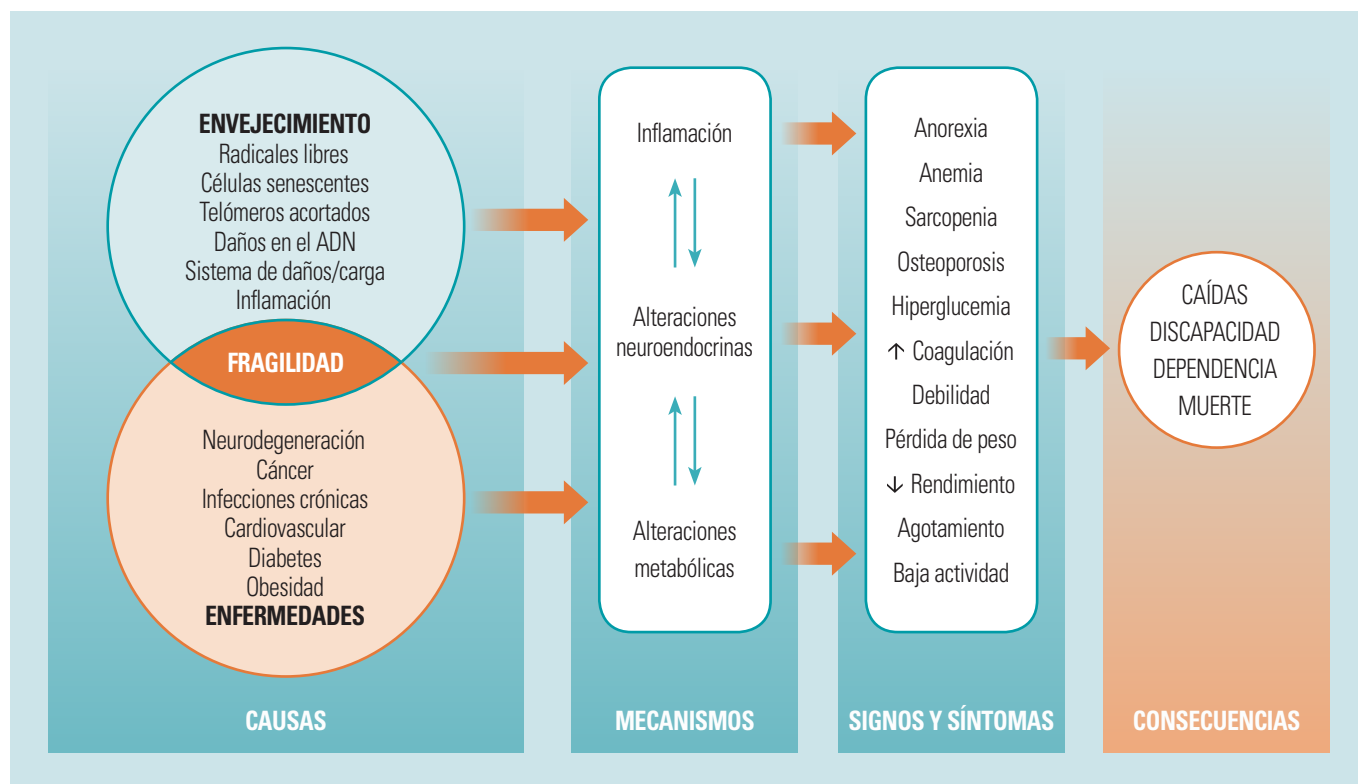 ENVEJECIMIENTO
Radicales libres
Células senescentes
Telómeros acortados
Daños en el ADN
Sistema de daños/carga
Inflamación
FRAGILIDAD
Neurodegeneración
Cáncer
Infecciones crónicas
Cardiovascular
Diabetes
Obesidad
ENFERMEDADES
CAUSAS
Inflamación
Alteraciones
neuroendocrinas
Alteraciones
metabólicas
MECANISMOS
Anorexia
Anemia
Sarcopenia
Osteoporosis
Hiperglucemia
↑ Coagulación
Debilidad
Pérdida de peso
↓ Rendimiento
Agotamiento
Baja actividad
SIGNOS Y SÍNTOMAS
CAÍDAS
DISCAPACIDAD
DEPENDENCIA
MUERTE
CONSECUENCIAS